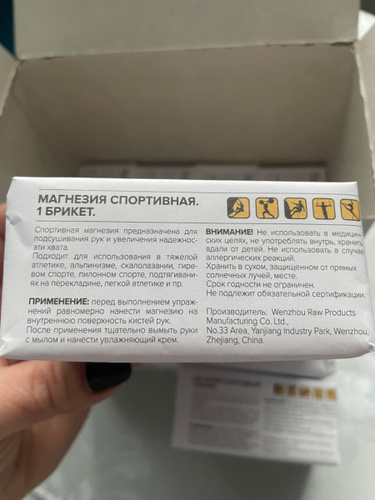 МАГНЕЗИЯ СПОРТИВНАЯ.
1 БРИКЕТ.
Спортивная магнезия предназначена для
подсушивания рук и увеличения надежнос-
ати хвата.
Подходит для использования в тяжелой
атлетике, альпинизме, скалолазании, гире-
вом спорте, пилонном спорте, подтягивани-
ях на перекладине, легкой атлетике и пр.
ПРИМЕНЕНИЕ: перед выполнением упраж-
нений равномерно нанести магнезию на
внутреннюю поверхность кистей рук.
После применения тщательно вымыть руки
с мылом и нанести увлажняющий крем.
ВНИМАНИЕ! Не использовать в медицин-
ских целях, не употреблять внутрь, хранить
вдали от детей. Не использовать в случае
аллергических реакций.
Хранить в сухом, защищенном от прямых
солнечных лучей, месте.
Срок годности не ограничен.
Не подлежит обязательной сертификации.
Производитель: Wenzhou Raw Products
Manufacturing Co. Ltd.,
No.33 Area, Yanjiang Industry Park, Wenzhou,
Zhejiang, China.